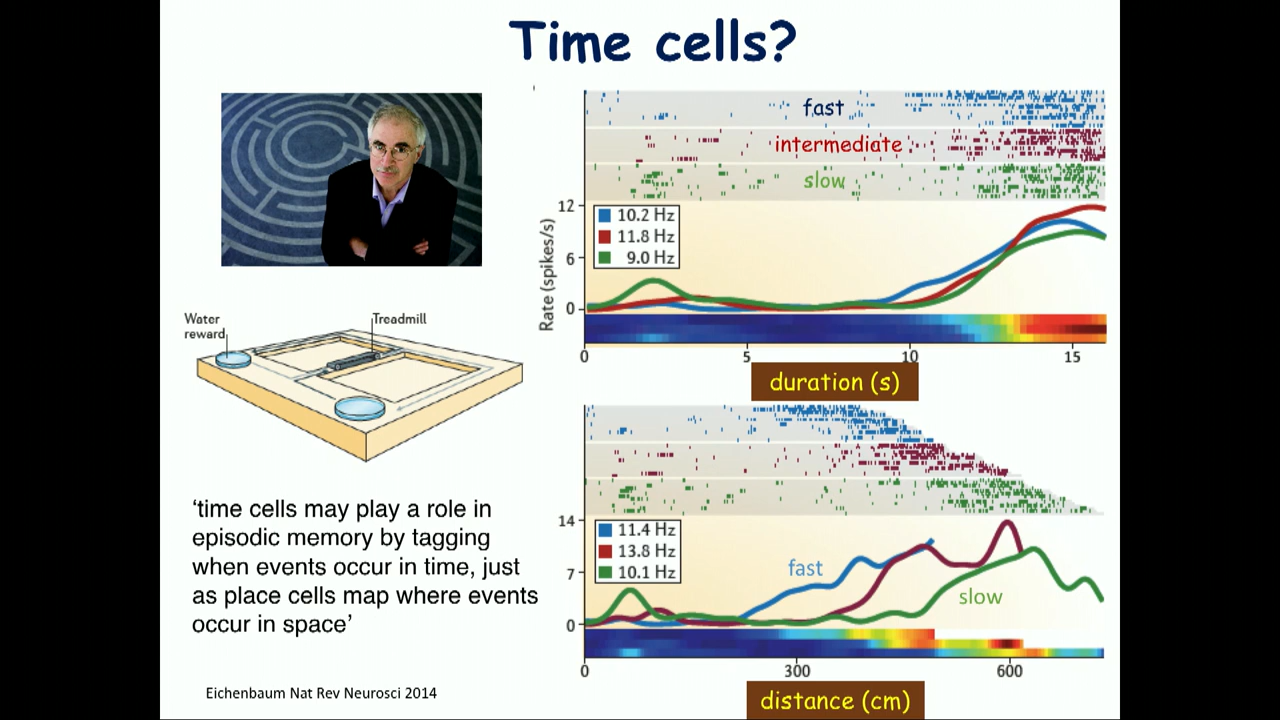 Time cells?
fast
intermediate
slow
12
6
0
Rate (spikes/s)
10.2 Hz
11.8 Hz
9.0 Hz
0
5
10
15
duration (s)
Water
reward
Treadmill
14
7
0
11.4 Hz
13.8 Hz
10.1 Hz
fast
slow
0
300
600
distance (cm)
‘time cells may play a role in
episodic memory by tagging
when events occur in time, just
as place cells map where events
occur in space’
Eichenbaum Nat Rev Neurosci 2014